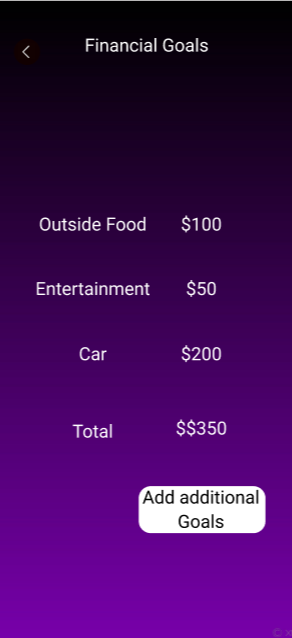 Financial Goals
Outside Food $100
Entertainment $50
Car $200
Total $$350
Add additional
Goals